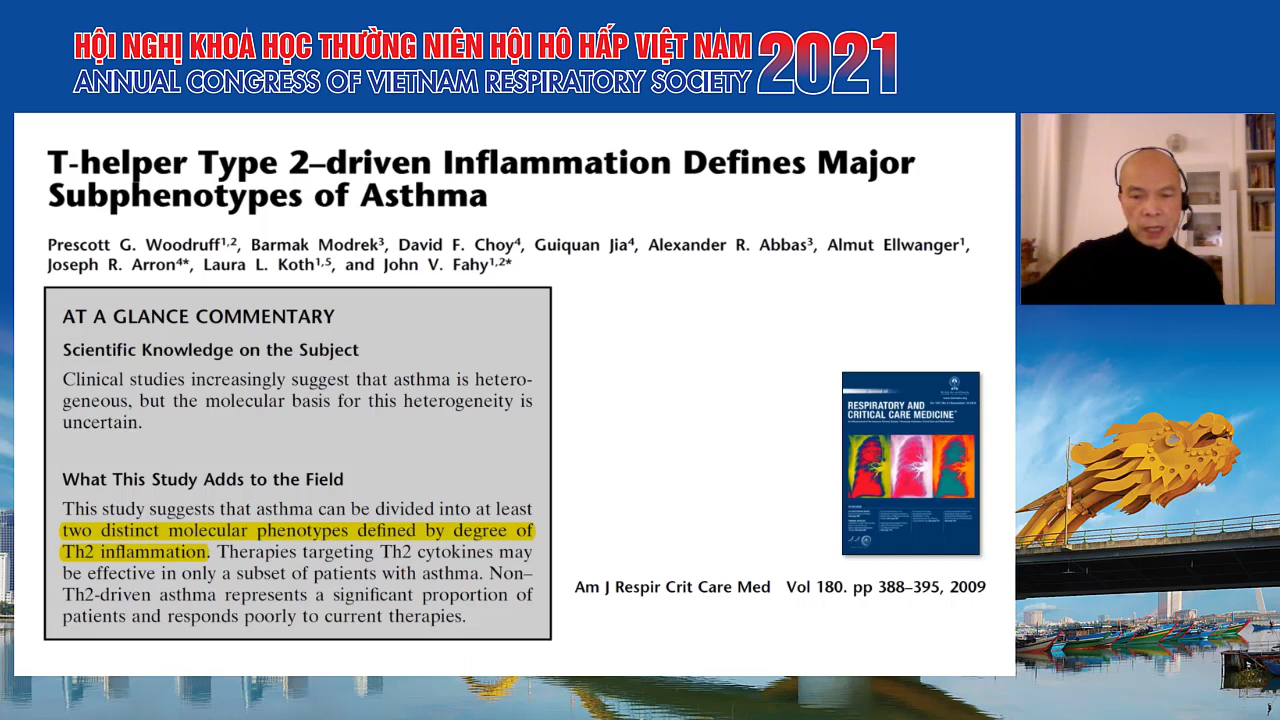 HỘI NGHỊ KHOA HỌC THƯỜNG NIÊN HỘI HÔ HẤP VIỆT NAM 2021
ANNUAL CONGRESS OF VIETNAM RESPIRATORY SOCIETY
T-helper Type 2–driven Inflammation Defines Major
Subphenotypes of Asthma
Prescott G. Woodruff1,2, Barmak Modrek3, David F. Choy4, Guiquan Jia4, Alexander R. Abbas3, Almut Ellwanger1,
Joseph R. Arron4*, Laura L. Koth1,5, and John V. Fahy1,2*
AT A GLANCE COMMENTARY
Scientific Knowledge on the Subject
Clinical studies increasingly suggest that asthma is hetero-
geneous, but the molecular basis for this heterogeneity is
uncertain.
What This Study Adds to the Field
This study suggests that asthma can be divided into at least
two distinct molecular phenotypes defined by degree of
Th2 inflammation. Therapies targeting Th2 cytokines may
be effective in only a subset of patients with asthma. Non–
Th2-driven asthma represents a significant proportion of
patients and responds poorly to current therapies.
RESPIRATORY AND
CRITICAL CARE MEDICINE
Am J Respir Crit Care Med Vol 180. pp 388–395, 2009